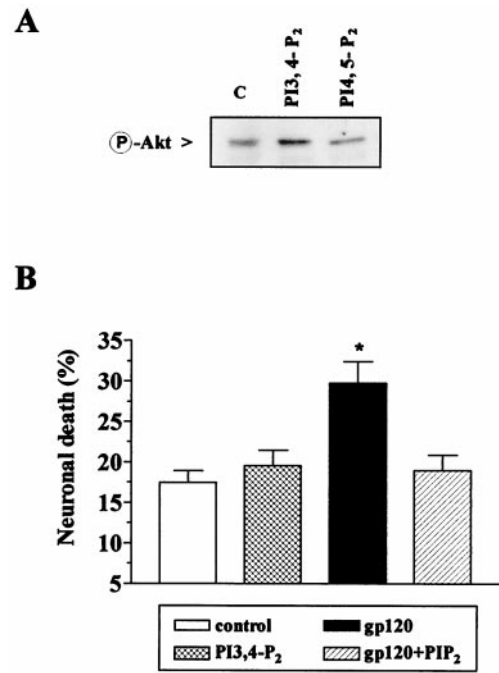 A
C PI3, 4- P2 PI4, 5- P2
P-Akt >
B
Neuronal death (%)
35
30
25
20
15
10
5
*
control gp120
PI3,4-P2 gp120+PIP2